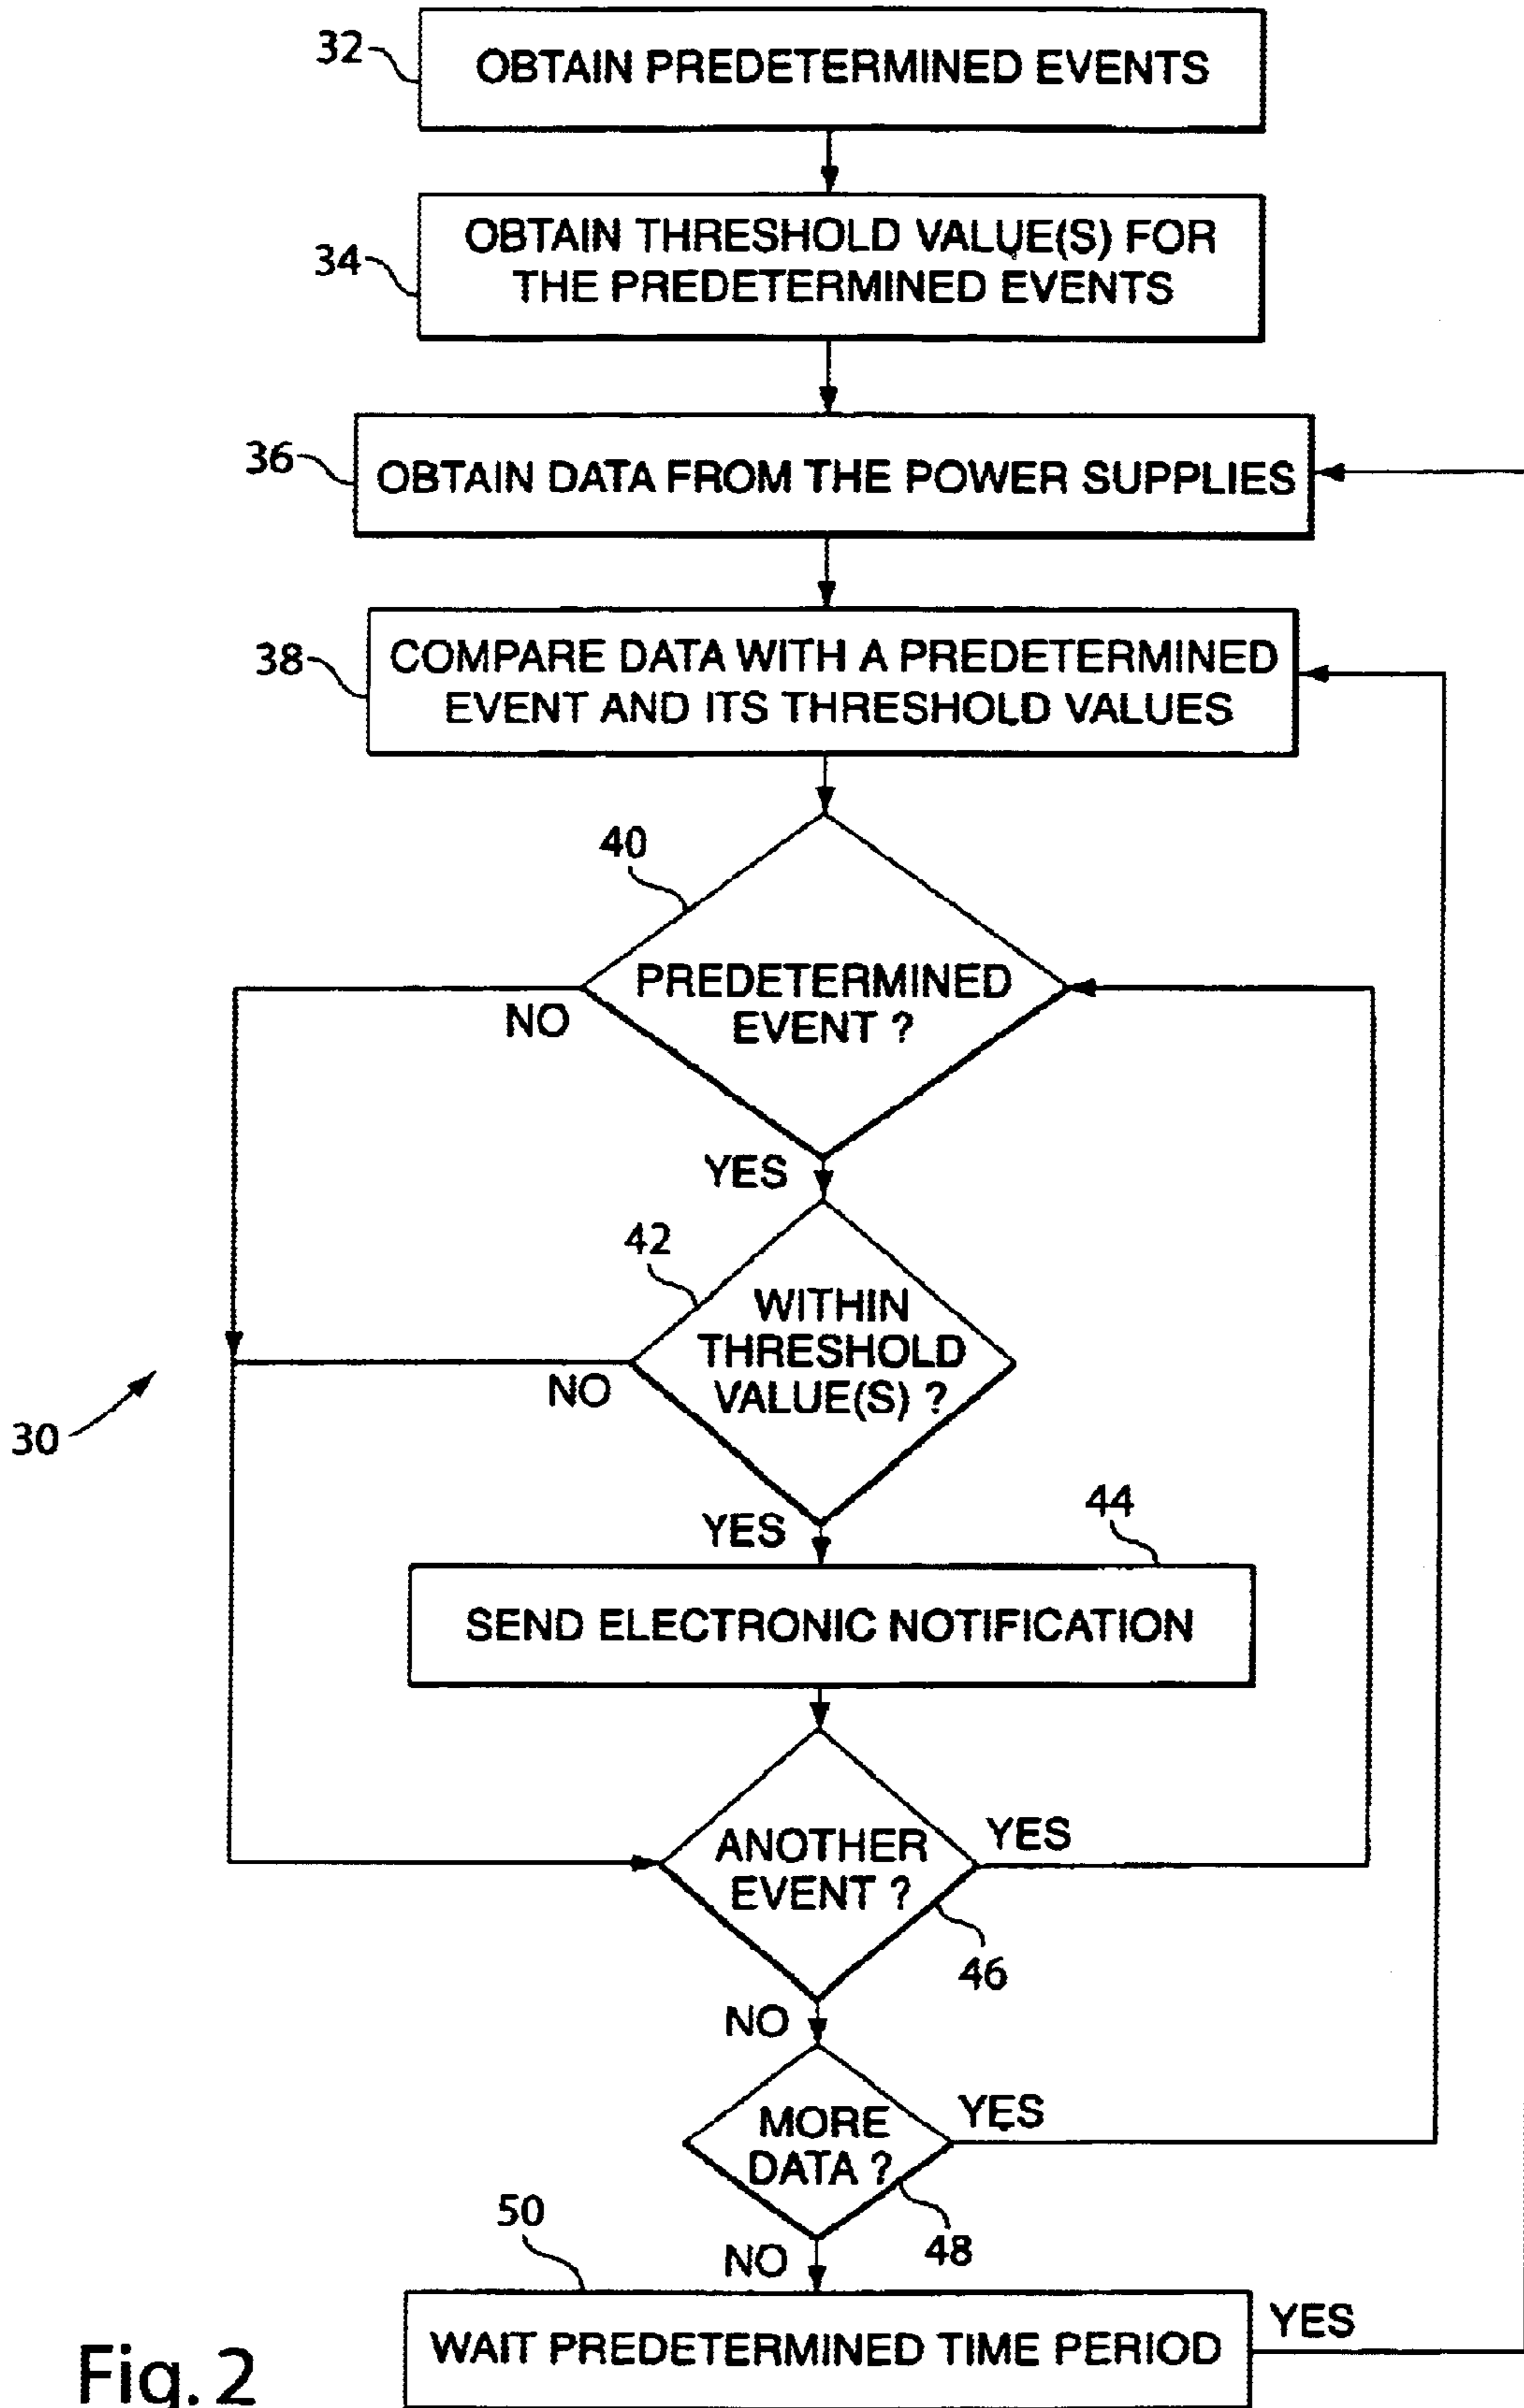 32
OBTAIN PREDETERMINED EVENTS
34
OBTAIN THRESHOLD VALUE(S) FOR
THE PREDETERMINED EVENTS
36
OBTAIN DATA FROM THE POWER SUPPLIES
38
COMPARE DATA WITH A PREDETERMINED
EVENT AND ITS THRESHOLD VALUES
40
PREDETERMINED
EVENT ?
NO
YES
42
WITHIN
THRESHOLD
VALUE(S) ?
NO
30
YES
44
SEND ELECTRONIC NOTIFICATION
ANOTHER
EVENT ?
YES
46
NO
MORE
DATA ?
YES
48
NO
50
WAIT PREDETERMINED TIME PERIOD
YES
Fig. 2